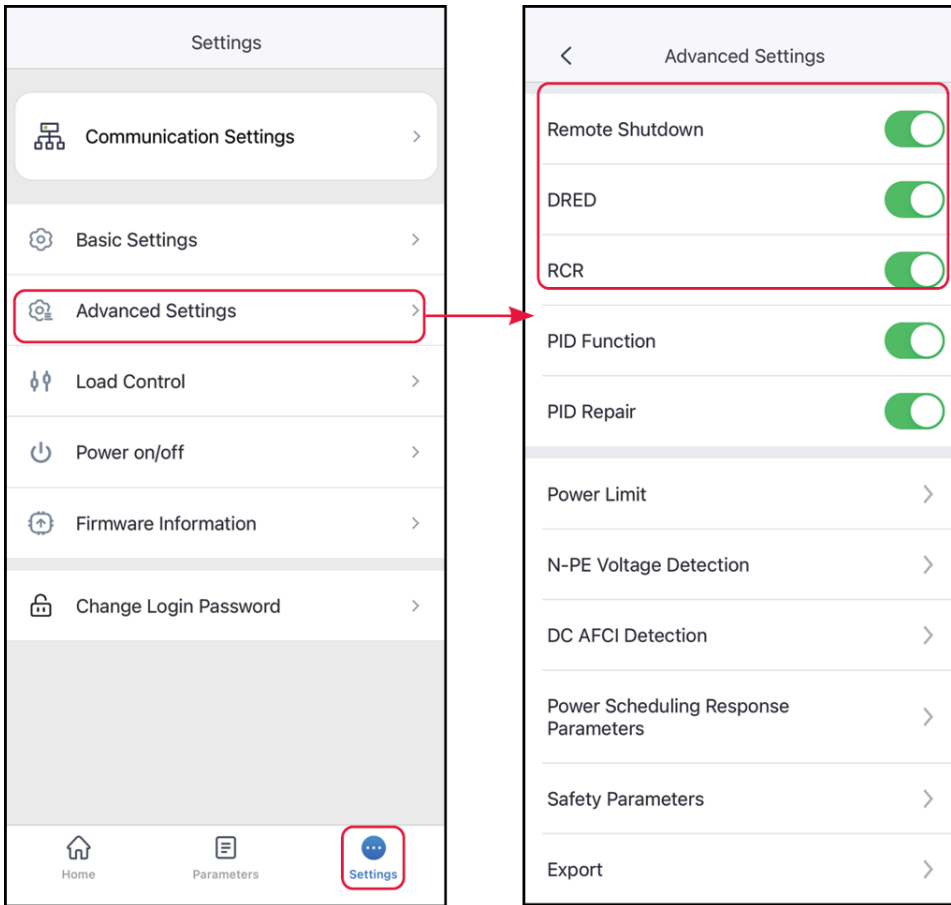 Settings
Communication Settings
Basic Settings
Advanced Settings
Load Control
Power on/off
Firmware Information
Change Login Password
Home
Parameters
Settings
Advanced Settings
Remote Shutdown
DRED
RCR
PID Function
PID Repair
Power Limit
N-PE Voltage Detection
DC AFCI Detection
Power Scheduling Response
Parameters
Safety Parameters
Export